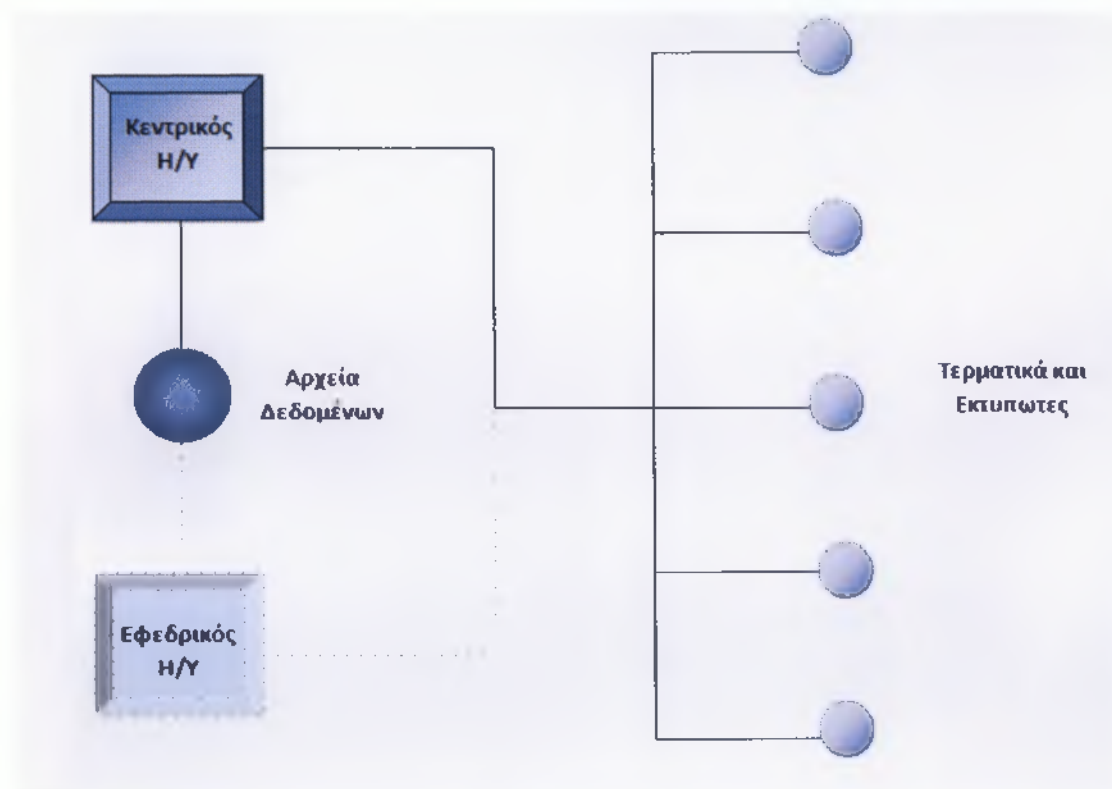 Κεντρικός
Η/Υ
Αρχεία
Δεδομένων
Τερματικά και
Εκτυπωτες
Εφεδρικός
Η/Υ